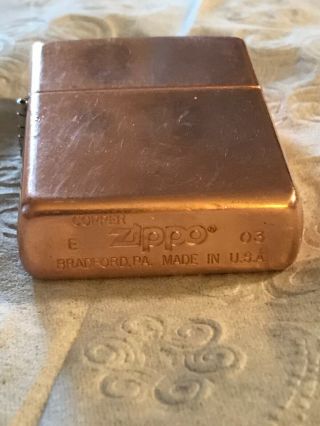 COPPER
E Zippo® 03
BRADFORD, PA. MADE IN U.S.A